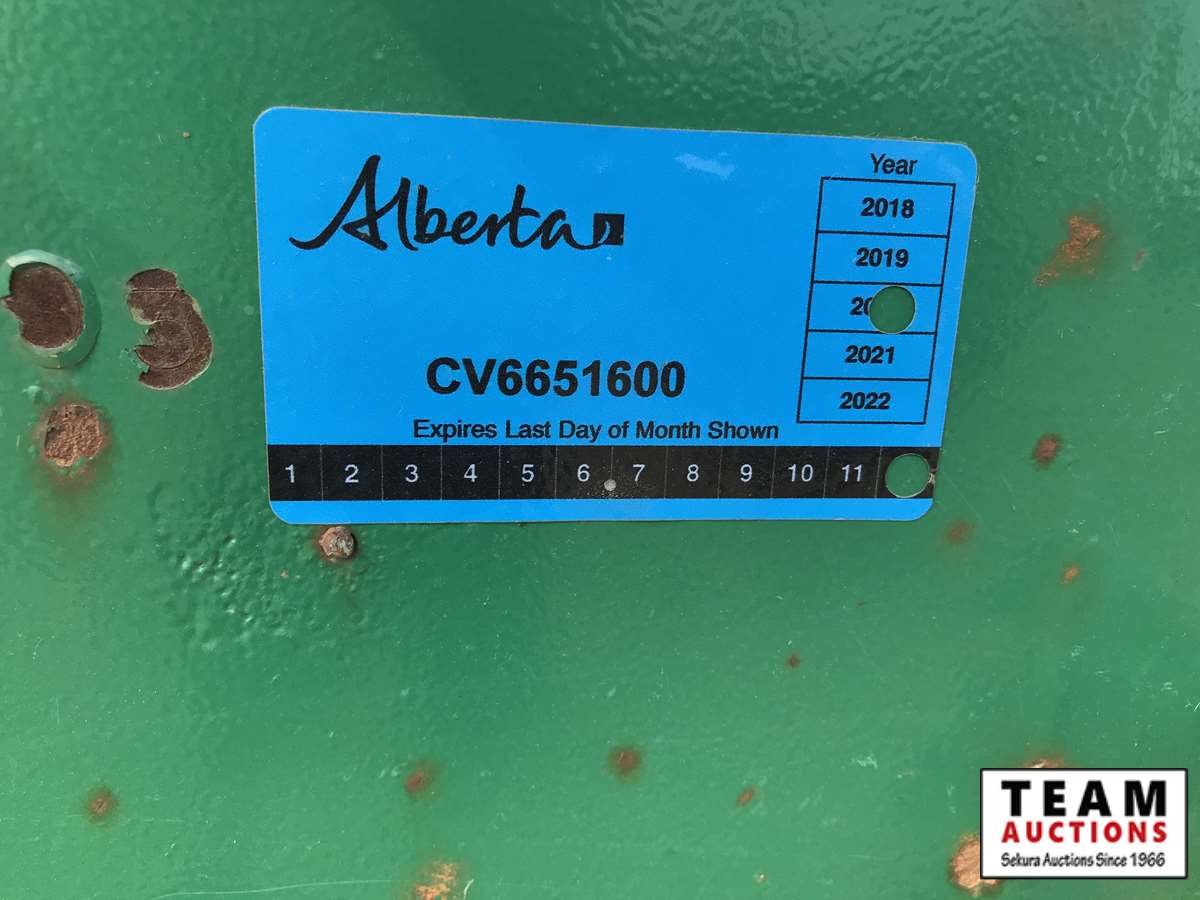 Alberta
Year
2018
2019
20
2021
2022
CV6651600
Expires Last Day of Month Shown
1 2 3 4 5 6 7 8 9 10 11
TEAM
AUCTIONS
Sekura Auctions Since 1966